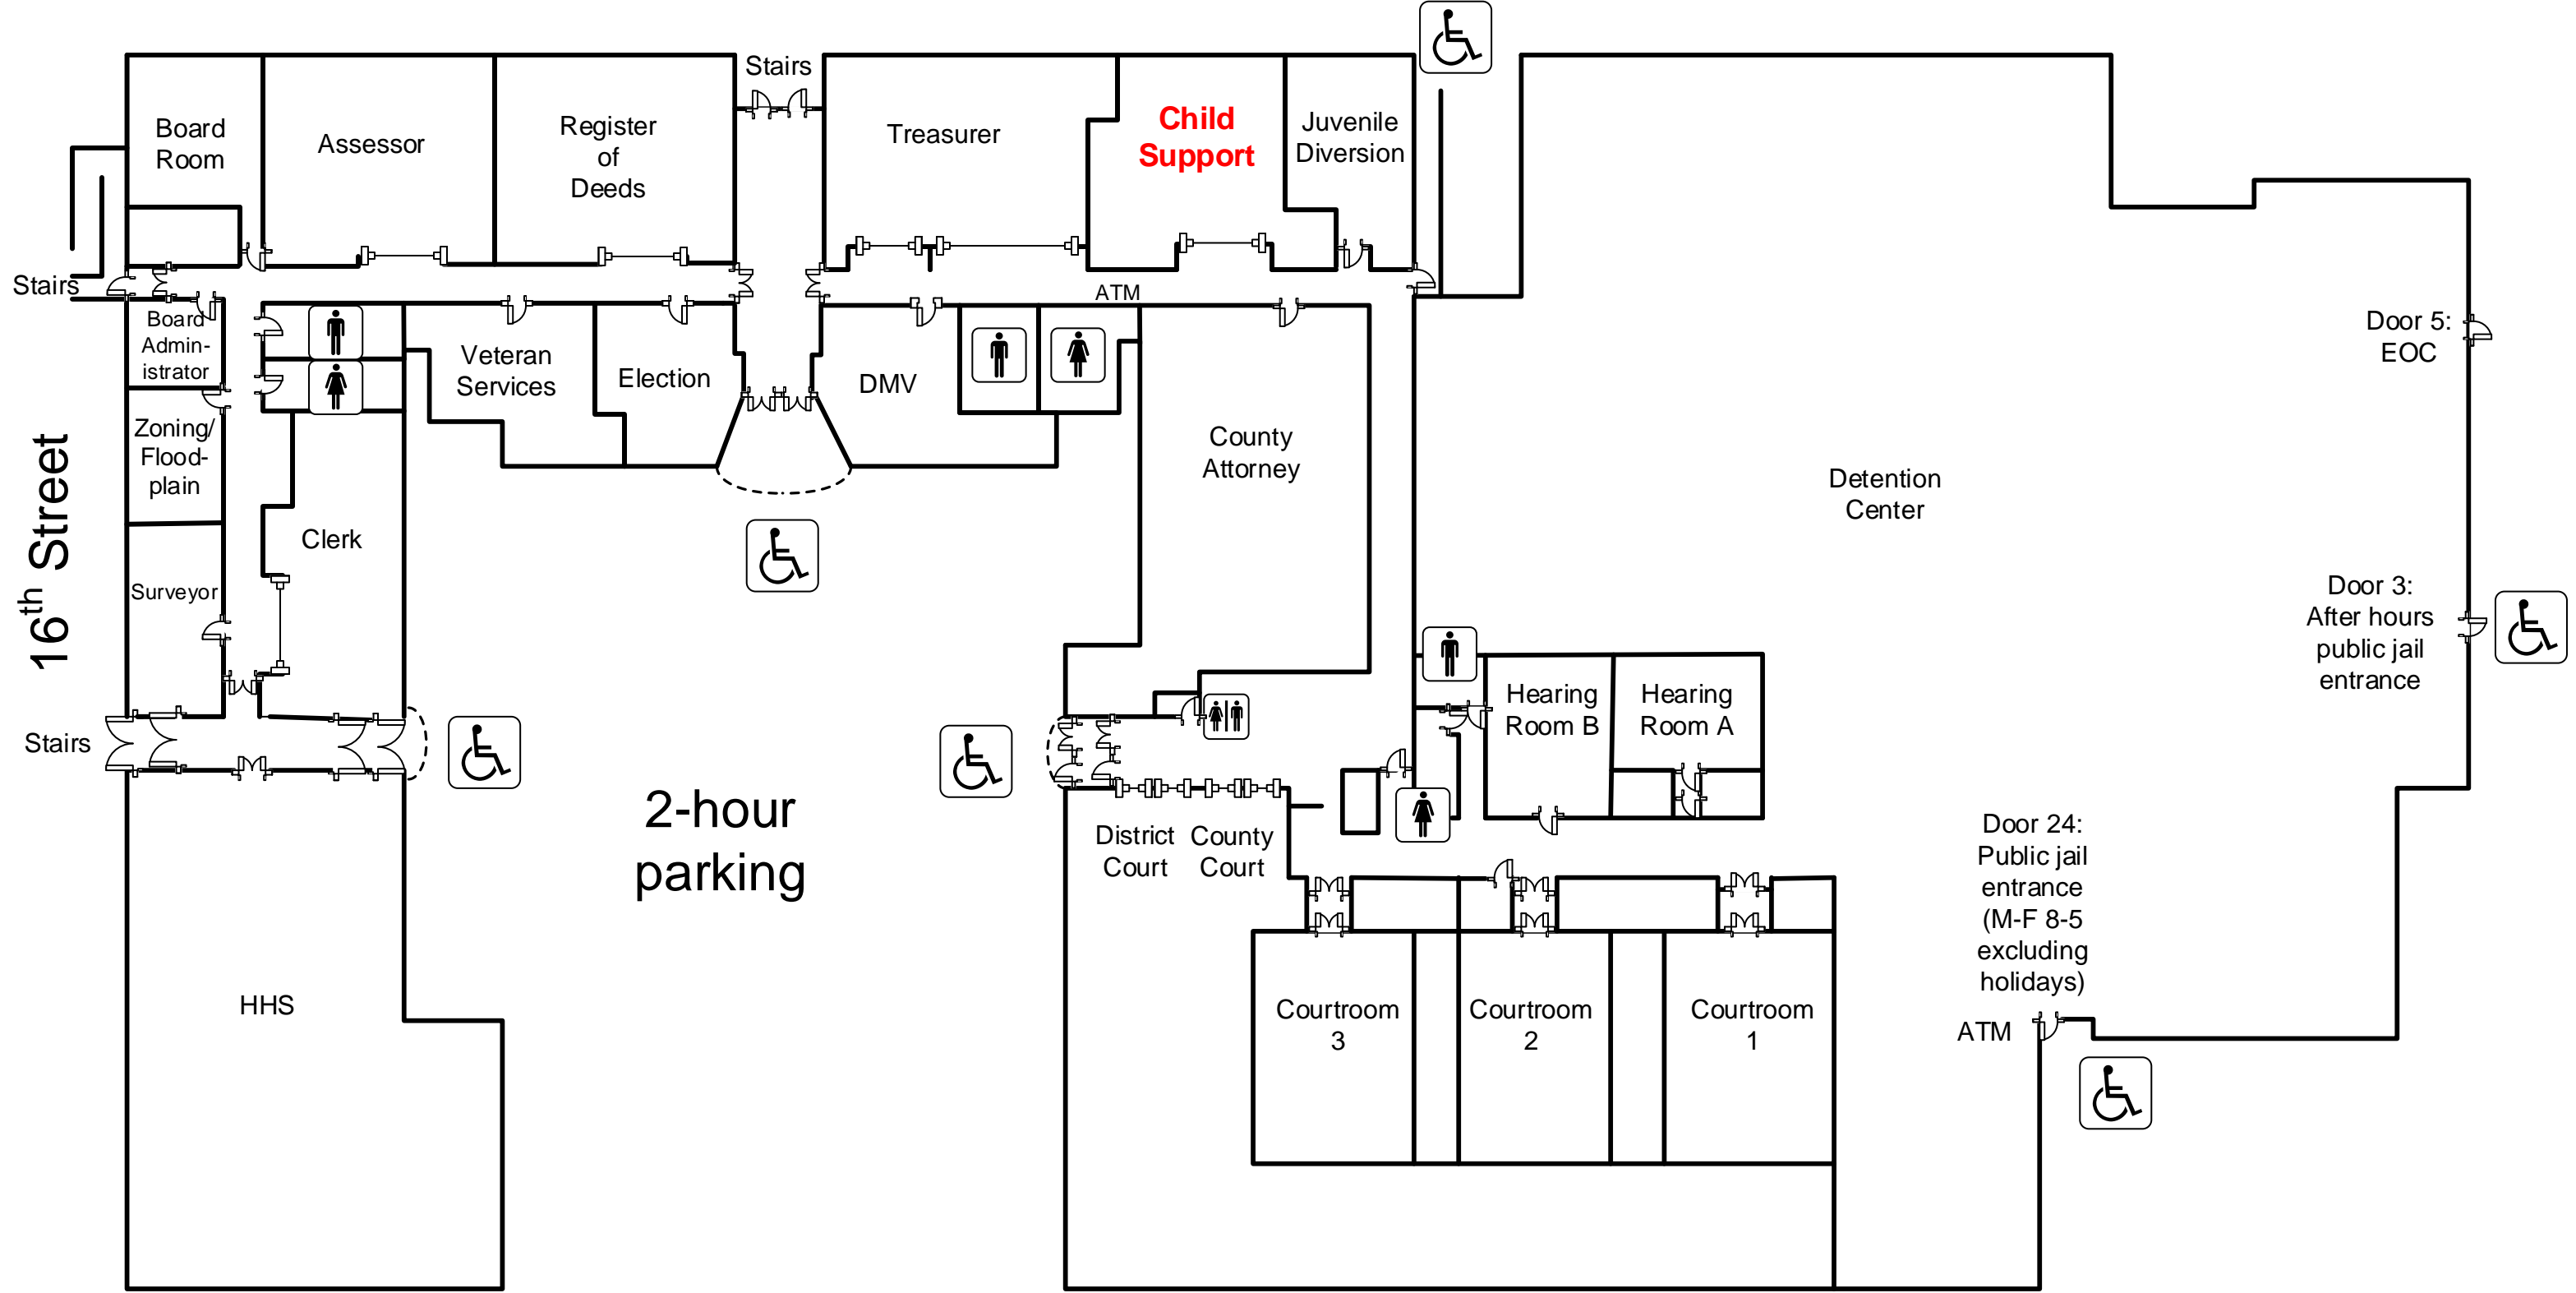 Stairs
Board
Room
Assessor
Register
of
Deeds
Treasurer
Child
Support
Juvenile
Diversion
Stairs
ATM
Board
Admin-
istrator
Veteran
Services
Election
DMV
Zoning/
Flood-
plain
County
Attorney
Detention
Center
Door 5:
EOC
16th Street
Clerk
Surveyor
Door 3:
After hours
public jail
entrance
Hearing
Room B
Hearing
Room A
Stairs
2-hour
parking
District
Court
County
Court
Door 24:
Public jail
entrance
(M-F 8-5
excluding
holidays)
HHS
Courtroom
3
Courtroom
2
Courtroom
1
ATM